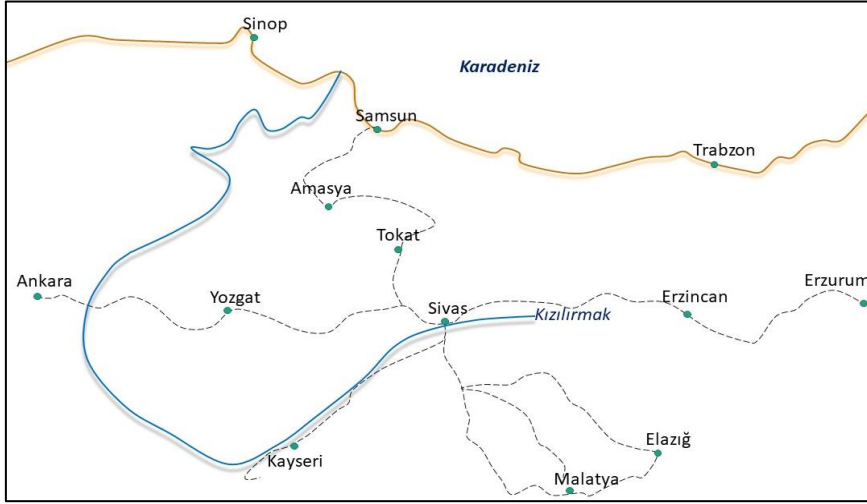 Sinop
Karadeniz
Samsun
Trabzon
Amasya
Tokat
Ankara
Yozgat
Sivas
Kızılırmak
Erzincan
Erzurum
Kayseri
Elazığ
Malatya